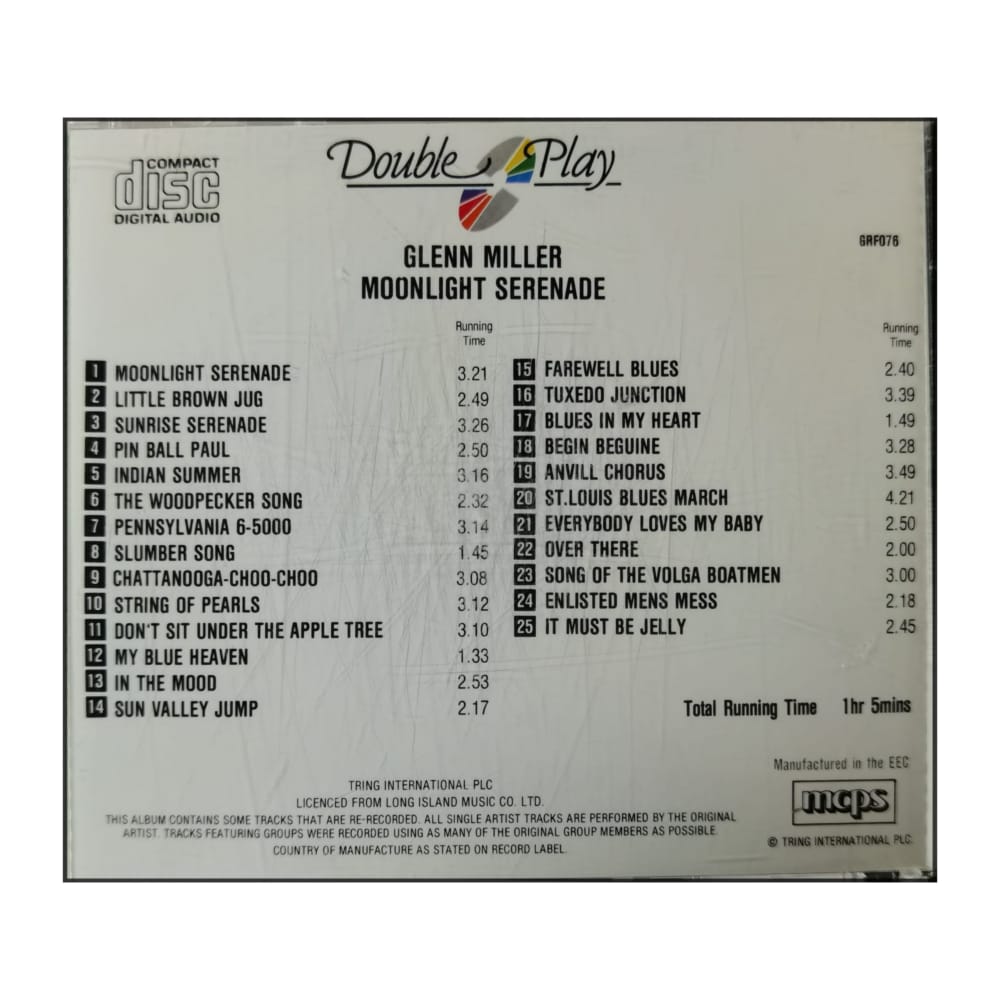 COMPACT
disc
DIGITAL AUDIO
Double Play
GRF076
GLENN MILLER
MOONLIGHT SERENADE
Running
Time
1 MOONLIGHT SERENADE 3.21
2 LITTLE BROWN JUG 2.49
3 SUNRISE SERENADE 3.26
4 PIN BALL PAUL 2.50
5 INDIAN SUMMER 3.16
6 THE WOODPECKER SONG 2.32
7 PENNSYLVANIA 6-5000 3.14
8 SLUMBER SONG 1.45
9 CHATTANOOGA-CHOO-CHOO 3.08
10 STRING OF PEARLS 3.12
11 DON'T SIT UNDER THE APPLE TREE 3.10
12 MY BLUE HEAVEN 1.33
13 IN THE MOOD 2.53
14 SUN VALLEY JUMP 2.17
Running
Time
15 FAREWELL BLUES 2.40
16 TUXEDO JUNCTION 3.39
17 BLUES IN MY HEART 1.49
18 BEGIN BEGUINE 3.28
19 ANVILL CHORUS 3.49
20 ST.LOUIS BLUES MARCH 4.21
21 EVERYBODY LOVES MY BABY 2.50
22 OVER THERE 2.00
23 SONG OF THE VOLGA BOATMEN 3.00
24 ENLISTED MENS MESS 2.18
25 IT MUST BE JELLY 2.45
Total Running Time 1hr 5mins
Manufactured in the EEC
mcps
© TRING INTERNATIONAL PLC.
TRING INTERNATIONAL PLC
LICENCED FROM LONG ISLAND MUSIC CO. LTD.
THIS ALBUM CONTAINS SOME TRACKS THAT ARE RE-RECORDED. ALL SINGLE ARTIST TRACKS ARE PERFORMED BY THE ORIGINAL
ARTIST. TRACKS FEATURING GROUPS WERE RECORDED USING AS MANY OF THE ORIGINAL GROUP MEMBERS AS POSSIBLE.
COUNTRY OF MANUFACTURE AS STATED ON RECORD LABEL.